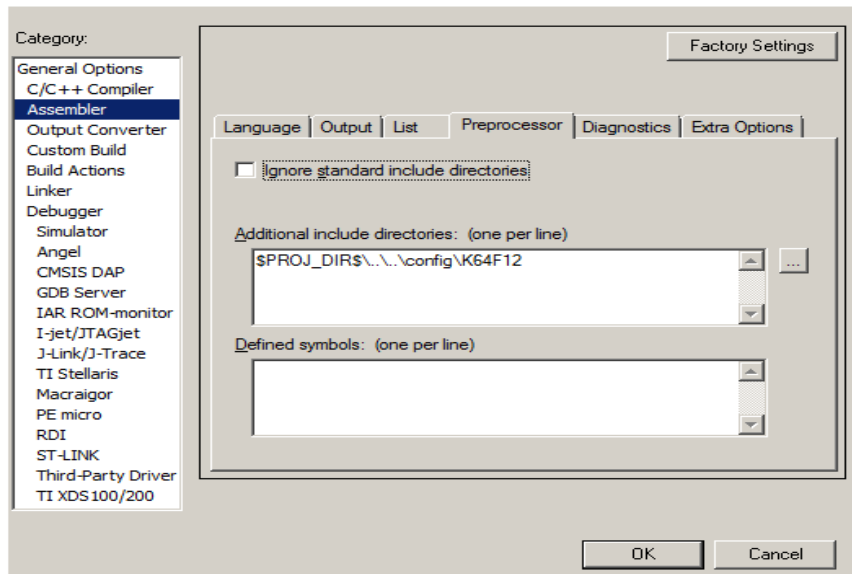 Category:
General Options
C/C++ Compiler
Assembler
Output Converter
Custom Build
Build Actions
Linker
Debugger
Simulator
Angel
CMSIS DAP
GDB Server
IAR ROM-monitor
I-jet/JTAGjet
J-Link/J-Trace
TI Stellaris
Macraigor
PE micro
RDI
ST-LINK
Third-Party Driver
TI XDS100/200
Factory Settings
Language Output List Preprocessor Diagnostics Extra Options
Ignore standard include directories
Additional include directories: (one per line)
$PROJ_DIR$\..\..\config\K64F12
...
Defined symbols: (one per line)
OK Cancel